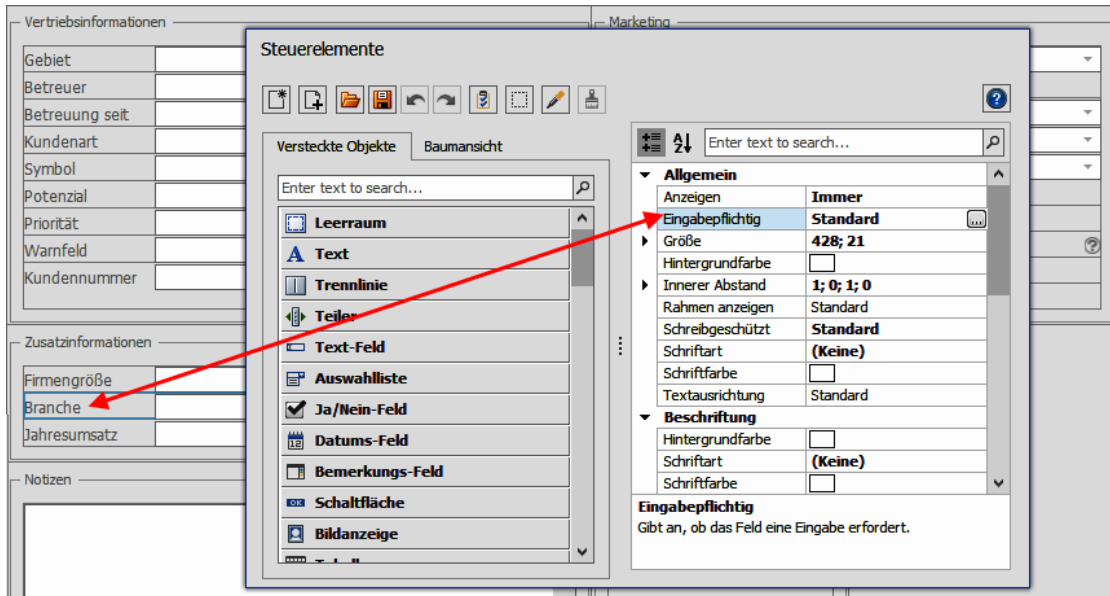 Vertriebsinformationen
Marketing
Gebiet
Betreuer
Betreuung seit
Kundenart
Symbol
Potenzial
Priorität
Warnfeld
Kundennummer
Zusatzinformationen
Firmengröße
Branche
Jahresumsatz
Notizen
Steuerelemente
Versteckte Objekte Baumansicht
Enter text to search...
Leerraum
A Text
Trennlinie
Teiler
Text-Feld
Auswahlliste
Ja/Nein-Feld
12 Datums-Feld
Bemerkungs-Feld
OK Schaltfläche
Bildanzeige
Enter text to search...
Allgemein
Anzeigen Immer
Eingabepflichtig Standard ...
Größe 428; 21
Hintergrundfarbe
Innerer Abstand 1; 0; 1; 0
Rahmen anzeigen Standard
Schreibgeschützt Standard
Schriftart (Keine)
Schriftfarbe
Textausrichtung Standard
Beschriftung
Hintergrundfarbe
Schriftart (Keine)
Schriftfarbe
Eingabepflichtig
Gibt an, ob das Feld eine Eingabe erfordert.